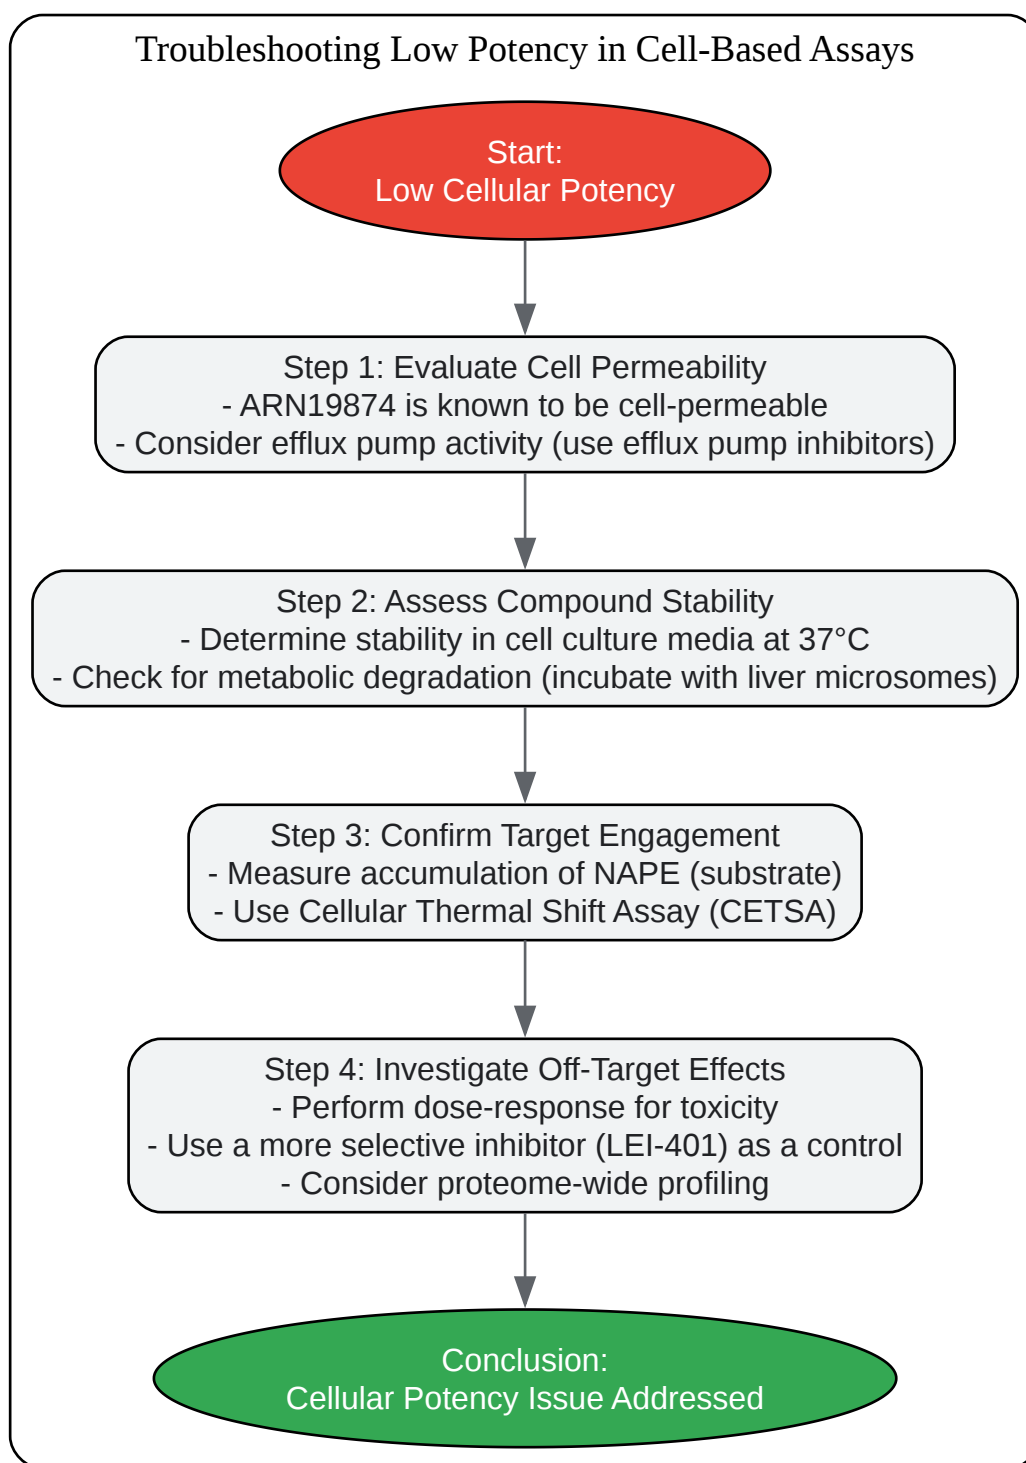 Troubleshooting Low Potency in Cell-Based Assays
Start:
Low Cellular Potency
Step 1: Evaluate Cell Permeability
- ARN19874 is known to be cell-permeable
- Consider efflux pump activity (use efflux pump inhibitors)
Step 2: Assess Compound Stability
- Determine stability in cell culture media at 37°C
- Check for metabolic degradation (incubate with liver microsomes)
Step 3: Confirm Target Engagement
- Measure accumulation of NAPE (substrate)
- Use Cellular Thermal Shift Assay (CETSA)
Step 4: Investigate Off-Target Effects
- Perform dose-response for toxicity
- Use a more selective inhibitor (LEI-401) as a control
- Consider proteome-wide profiling
Conclusion:
Cellular Potency Issue Addressed